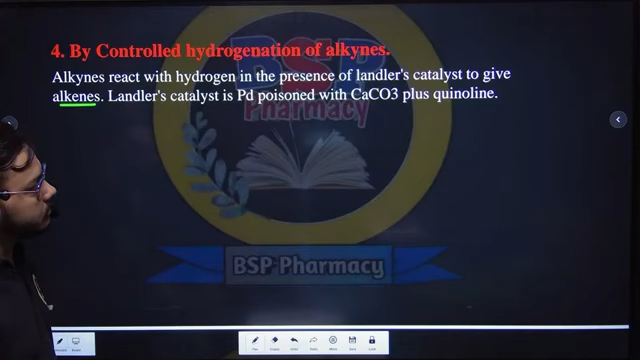 4. By Controlled hydrogenation of alkynes.
Alkynes react with hydrogen in the presence of landler's catalyst to give
alkenes. Landler's catalyst is Pd poisoned with CaCO3 plus quinoline.
BSP
Pharmacy
BSP Pharmacy